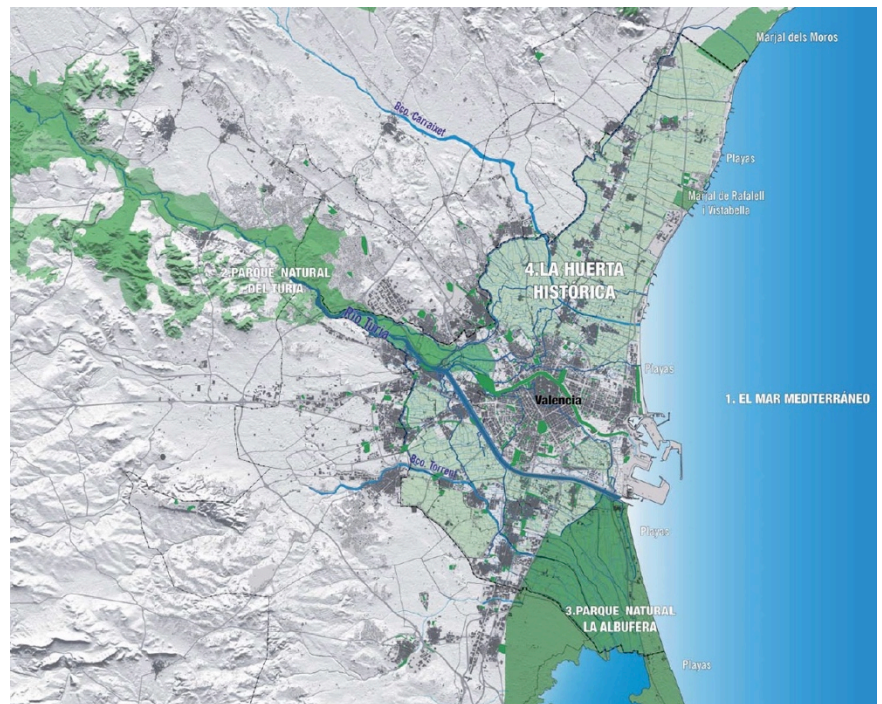 Marjal dels Moros
Bco. Carraixet
Playas
Marjal de Rafalell
i Vistabella
4.LA HUERTA
HISTÓRICA
2.PARQUE NATURAL
DEL TURIA
Río Turia
Playas
1. EL MAR MEDITERRÁNEO
Valencia
Bco. Torrent
Playas
3.PARQUE NATURAL
LA ALBUFERA
Playas